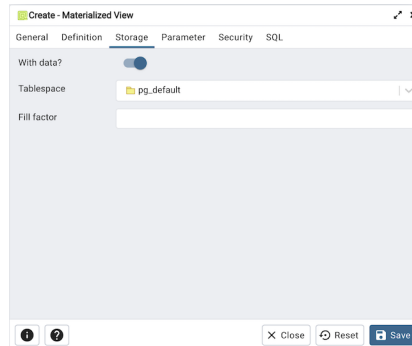 Create - Materialized View
General Definition Storage Parameter Security SQL
With data?
Tablespace pg_default
Fill factor
Close Reset Save